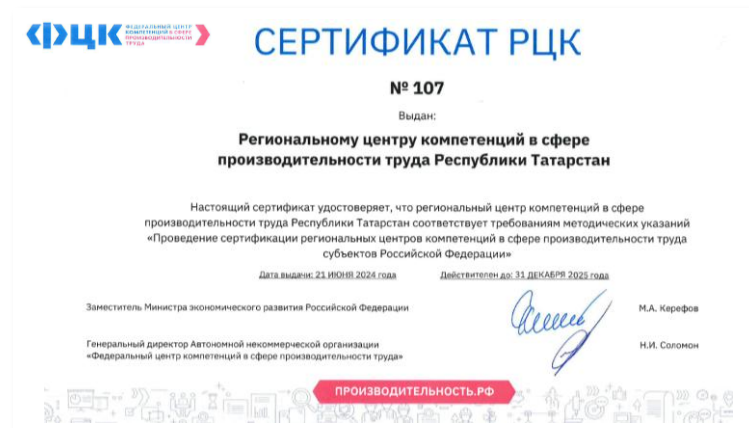 ФЦК
ФЕДЕРАЛЬНЫЙ ЦЕНТР
КОМПЕТЕНЦИЙ В СФЕРЕ
ПРОИЗВОДИТЕЛЬНОСТИ
ТРУДА
СЕРТИФИКАТ РЦК
№ 107
Выдан:
Региональному центру компетенций в сфере
производительности труда Республики Татарстан
Настоящий сертификат удостоверяет, что региональный центр компетенций в сфере
производительности труда Республики Татарстан соответствует требованиям методических указаний
«Проведение сертификации региональных центров компетенций в сфере производительности труда
субъектов Российской Федерации»
Дата выдачи: 21 ИЮНЯ 2024 года Действителен до: 31 ДЕКАБРЯ 2025 года
Заместитель Министра экономического развития Российской Федерации М.А. Керефов
Генеральный директор Автономной некоммерческой организации Н.И. Соломон
«Федеральный центр компетенций в сфере производительности труда»
ПРОИЗВОДИТЕЛЬНОСТЬ.РФ